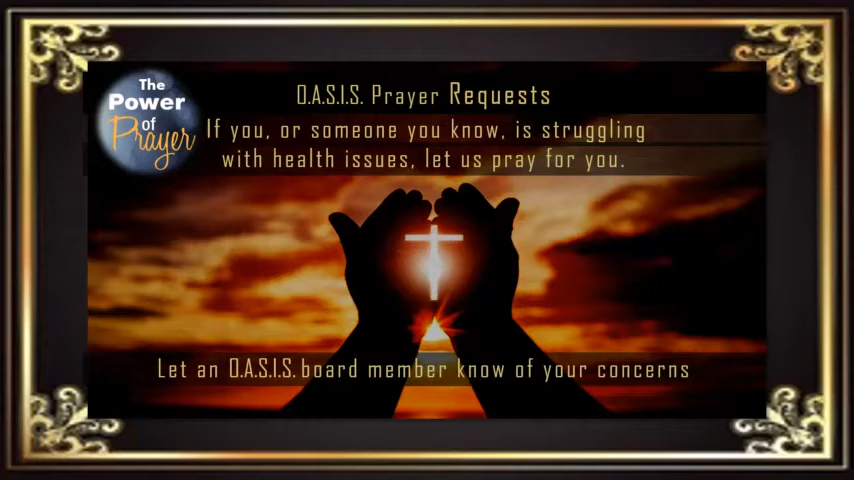 The
Power
of
Prayer
O.A.S.I.S. Prayer Requests
If you, or someone you know, is struggling
with health issues, let us pray for you.
Let an O.A.S.I.S. board member know of your concerns